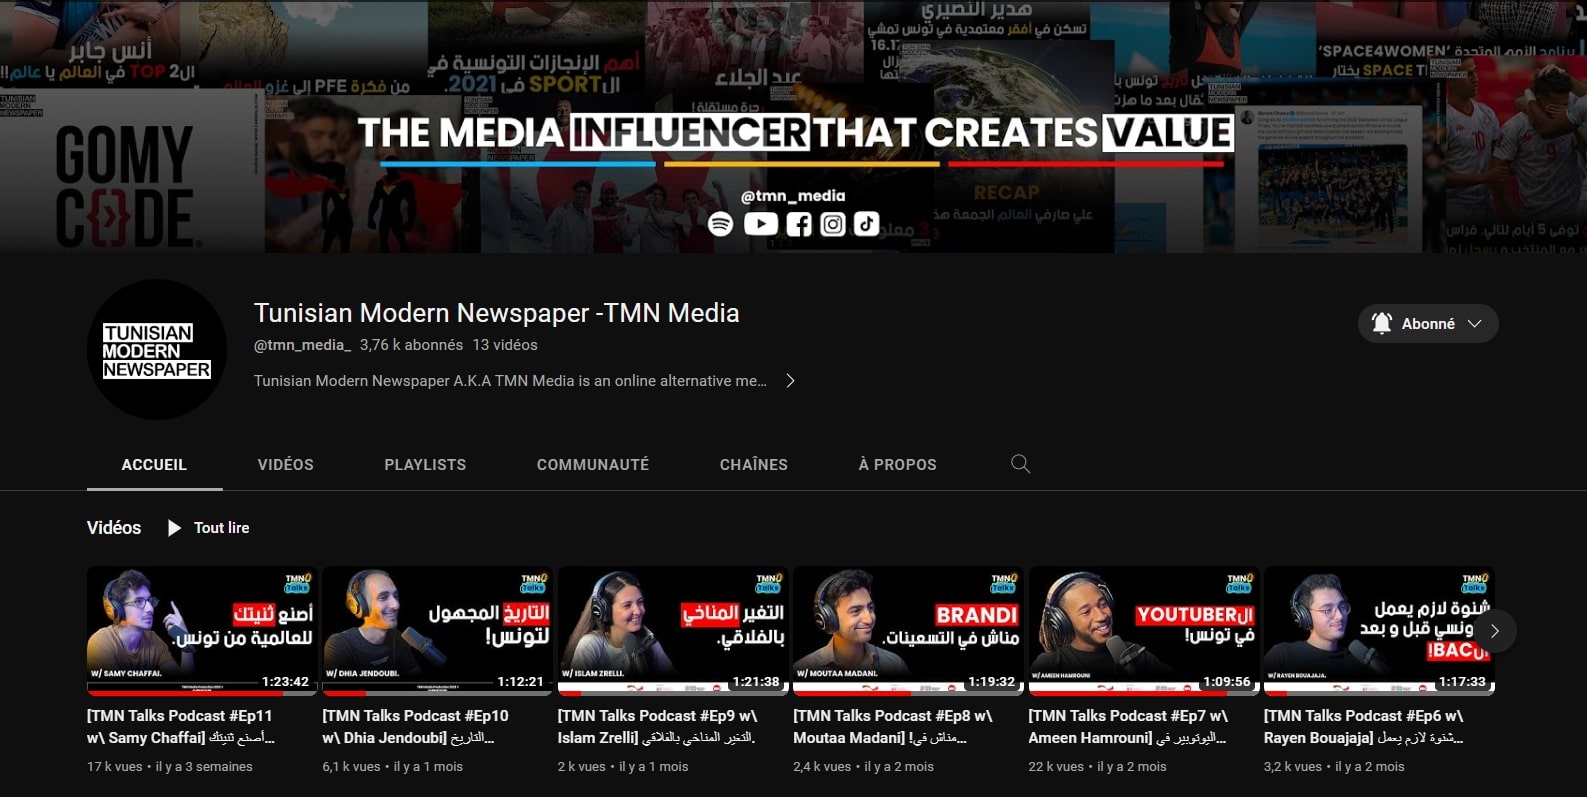 أنس جابر
ال2 TOP في العالم يا عالم!!
من فكرة PFE إلى غزو
أهم الإنجازات التونسية في
الSPORT في 2021.
عيد الجلاء
حرة مستقلة!
هدير النصيري
تسكن في أفقر معتمدية في تونس تمشي
برنامج الأمم المتحدة 'SPACE4WOMEN'
يختار SPACE
TUNISIAN
MODERN
NEWSPAPER
GOMY
CODE
THE MEDIA INFLUENCER THAT CREATES VALUE
@tmn_media
RECAP
علي صار في العالم الجمعة
TUNISIAN
MODERN
NEWSPAPER
Tunisian Modern Newspaper -TMN Media
@tmn_media_ 3,76 k abonnés 13 vidéos
Tunisian Modern Newspaper A.K.A TMN Media is an online alternative me...
Abonné
ACCUEIL VIDÉOS PLAYLISTS COMMUNAUTÉ CHAÎNES À PROPOS
Vidéos Tout lire
TMN Talks
أصنع ثنيتك
للعالمية من تونس.
W/ SAMY CHAFFAI.
1:23:42
[TMN Talks Podcast #Ep11
w\ Samy Chaffai] أصنع ثنيتك...
17 k vues • il y a 3 semaines
TMN Talks
التاريخ المجهول
لتونس!
W/ DHIA JENDOUBI.
1:12:21
[TMN Talks Podcast #Ep10
w\ Dhia Jendoubi] التاريخ...
6,1 k vues • il y a 1 mois
TMN Talks
التغير المناخي
بالفلاقي.
W/ ISLAM ZRELLI.
1:21:38
[TMN Talks Podcast #Ep9 w\
Islam Zrelli] التغير المناخي بالفلاقي.
2 k vues • il y a 1 mois
TMN Talks
BRANDI
مناش في التسعينات.
W/ MOUTAA MADANI.
1:19:32
[TMN Talks Podcast #Ep8 w\
Moutaa Madani] مناش في!...
2,4 k vues • il y a 2 mois
TMN Talks
الYOUTUBER
في تونس!
W/ AMEEN HAMROUNI
1:09:56
[TMN Talks Podcast #Ep7 w\
Ameen Hamrouni] اليوتوبير في...
22 k vues • il y a 2 mois
TMN Talks
شنوة لازم يعمل
ونسي قبل و بعد
الBAC!
W/ RAYEN BOUAJAJA.
1:17:33
[TMN Talks Podcast #Ep6 w\
Rayen Bouajaja] شنوة لازم يعمل...
3,2 k vues • il y a 2 mois